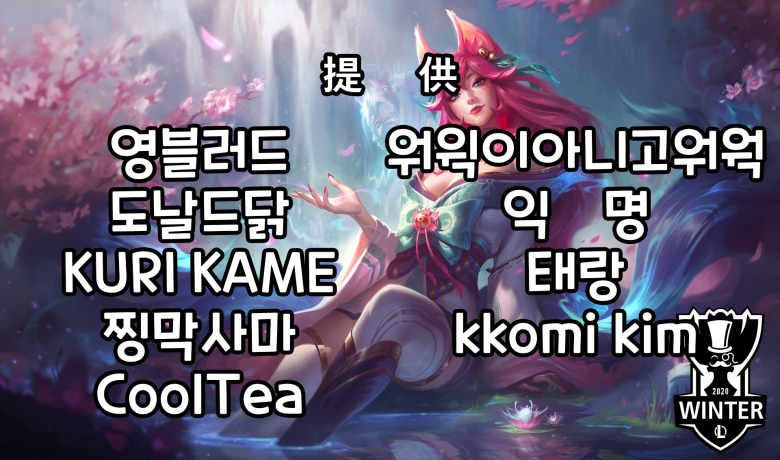 提 供
영블러드
도날드닭
KURI KAME
찡막사마
CoolTea
워윅이아니고워웍
익 명
태랑
kkomi kim
2020
WINTER